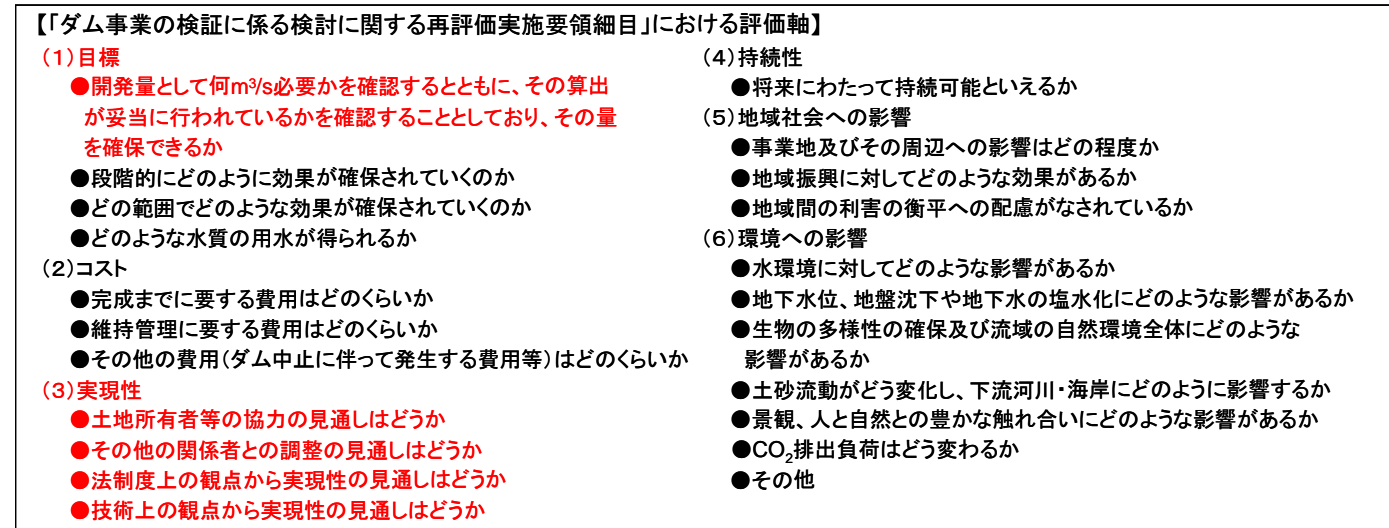 【「ダム事業の検証に係る検討に関する再評価実施要領細目」における評価軸】
(1)目標
●開発量として何m³/s必要かを確認するとともに、その算出
が妥当に行われているかを確認することとしており、その量
を確保できるか
●段階的にどのように効果が確保されていくのか
●どの範囲でどのような効果が確保されていくのか
●どのような水質の用水が得られるか
(2)コスト
●完成までに要する費用はどのくらいか
●維持管理に要する費用はどのくらいか
●その他の費用(ダム中止に伴って発生する費用等)はどのくらいか
(3)実現性
●土地所有者等の協力の見通しはどうか
●その他の関係者との調整の見通しはどうか
●法制度上の観点から実現性の見通しはどうか
●技術上の観点から実現性の見通しはどうか
(4)持続性
●将来にわたって持続可能といえるか
(5)地域社会への影響
●事業地及びその周辺への影響はどの程度か
●地域振興に対してどのような効果があるか
●地域間の利害の衡平への配慮がなされているか
(6)環境への影響
●水環境に対してどのような影響があるか
●地下水位、地盤沈下や地下水の塩水化にどのような影響があるか
●生物の多様性の確保及び流域の自然環境全体にどのような
影響があるか
●土砂流動がどう変化し、下流河川・海岸にどのように影響するか
●景観、人と自然との豊かな触れ合いにどのような影響があるか
●CO₂排出負荷はどう変わるか
●その他